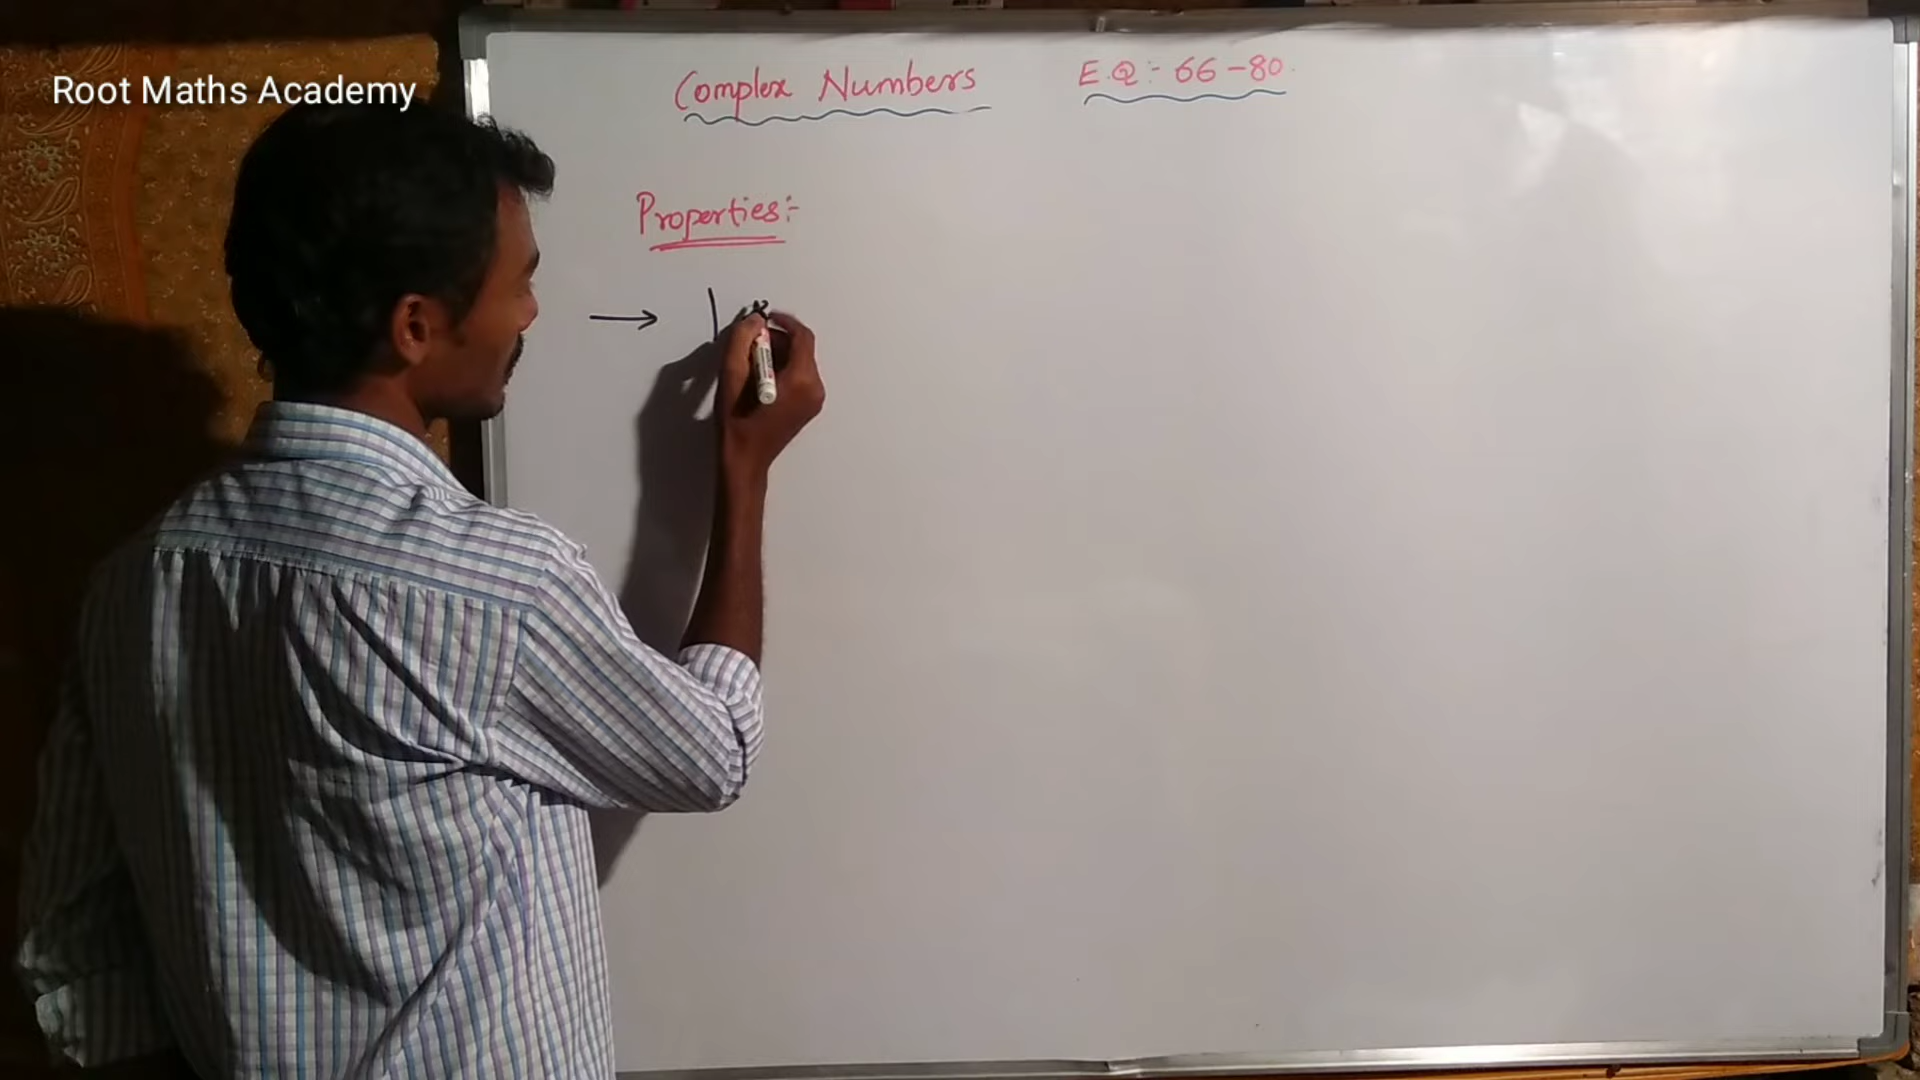 Root Maths Academy
Complex Numbers E.Q:- 66-80.
Properties:-
→ |